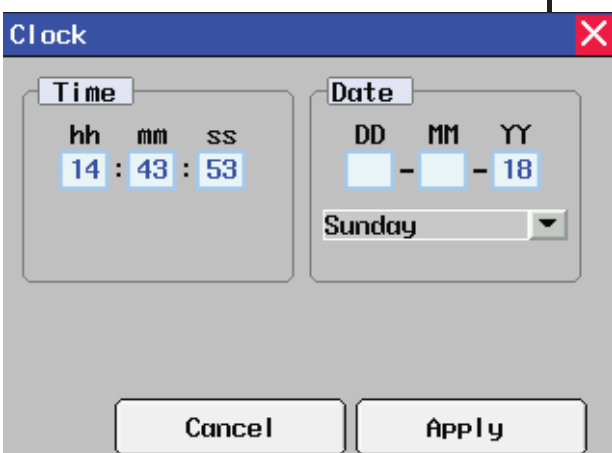 Clock
Time
Date
hh mm ss
DD MM YY
14 : 43 : 53
- - 18
Sunday
Cancel
Apply